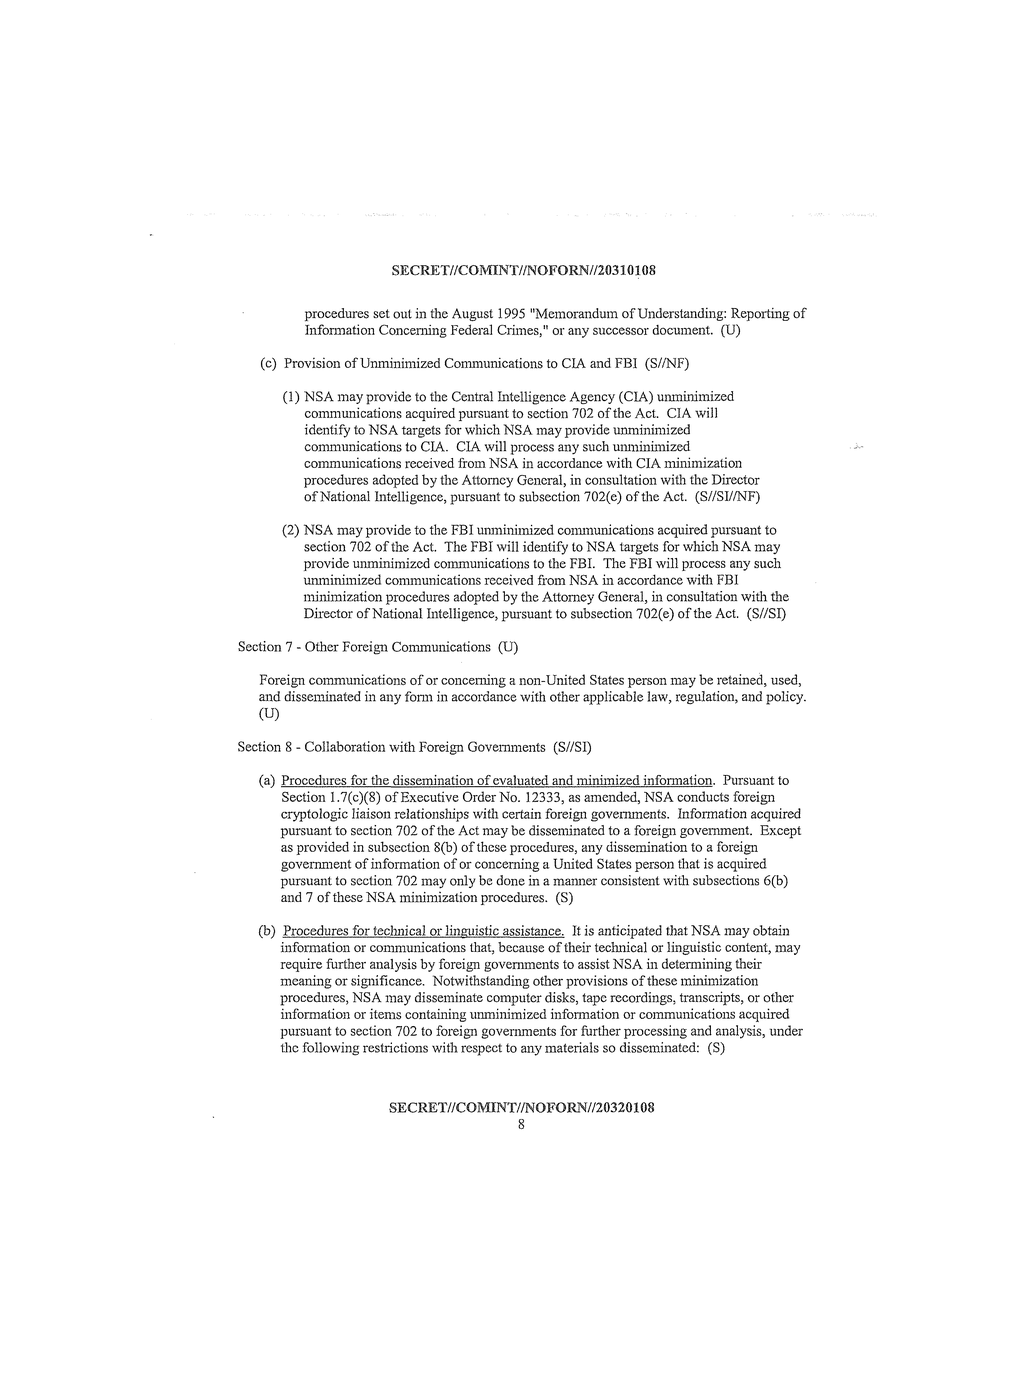 SECRET//COMINT//NOFORN//20310108
procedures set out in the August 1995 "Memorandum of Understanding: Reporting of
Information Concerning Federal Crimes," or any successor document. (U)
(c) Provision of Unminimized Communications to CIA and FBI (S//NF)
(1) NSA may provide to the Central Intelligence Agency (CIA) unminimized
communications acquired pursuant to section 702 of the Act. CIA will
identify to NSA targets for which NSA may provide unminimized
communications to CIA. CIA will process any such unminimized
communications received from NSA in accordance with CIA minimization
procedures adopted by the Attorney General, in consultation with the Director
of National Intelligence, pursuant to subsection 702(e) of the Act. (S//SI//NF)
(2) NSA may provide to the FBI unminimized communications acquired pursuant to
section 702 of the Act. The FBI will identify to NSA targets for which NSA may
provide unminimized communications to the FBI. The FBI will process any such
unminimized communications received from NSA in accordance with FBI
minimization procedures adopted by the Attorney General, in consultation with the
Director of National Intelligence, pursuant to subsection 702(e) of the Act. (S//SI)
Section 7 - Other Foreign Communications (U)
Foreign communications of or concerning a non-United States person may be retained, used,
and disseminated in any form in accordance with other applicable law, regulation, and policy.
(U)
Section 8 - Collaboration with Foreign Governments (S//SI)
(a) Procedures for the dissemination of evaluated and minimized information. Pursuant to
Section 1.7(c)(8) of Executive Order No. 12333, as amended, NSA conducts foreign
cryptologic liaison relationships with certain foreign governments. Information acquired
pursuant to section 702 of the Act may be disseminated to a foreign government. Except
as provided in subsection 8(b) of these procedures, any dissemination to a foreign
government of information of or concerning a United States person that is acquired
pursuant to section 702 may only be done in a manner consistent with subsections 6(b)
and 7 of these NSA minimization procedures. (S)
(b) Procedures for technical or linguistic assistance. It is anticipated that NSA may obtain
information or communications that, because of their technical or linguistic content, may
require further analysis by foreign governments to assist NSA in determining their
meaning or significance. Notwithstanding other provisions of these minimization
procedures, NSA may disseminate computer disks, tape recordings, transcripts, or other
information or items containing unminimized information or communications acquired
pursuant to section 702 to foreign governments for further processing and analysis, under
the following restrictions with respect to any materials so disseminated: (S)
SECRET//COMINT//NOFORN//20320108
8